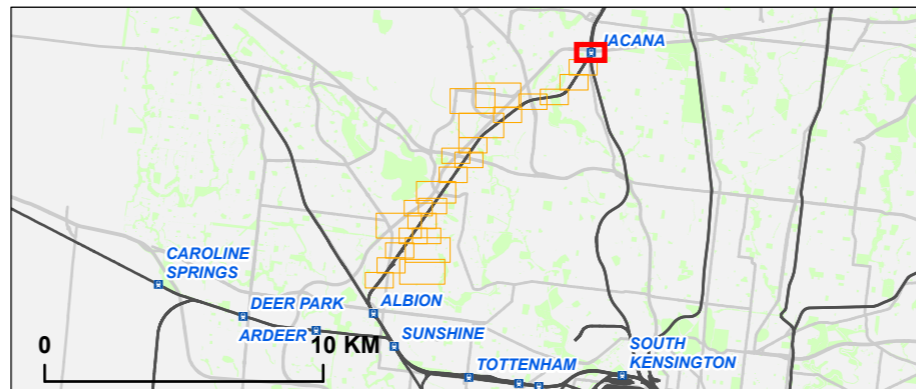 JACANA
CAROLINE
SPRINGS
DEER PARK
ALBION
ARDEER
SUNSHINE
0
10 KM
SOUTH
KENSINGTON
TOTTENHAM